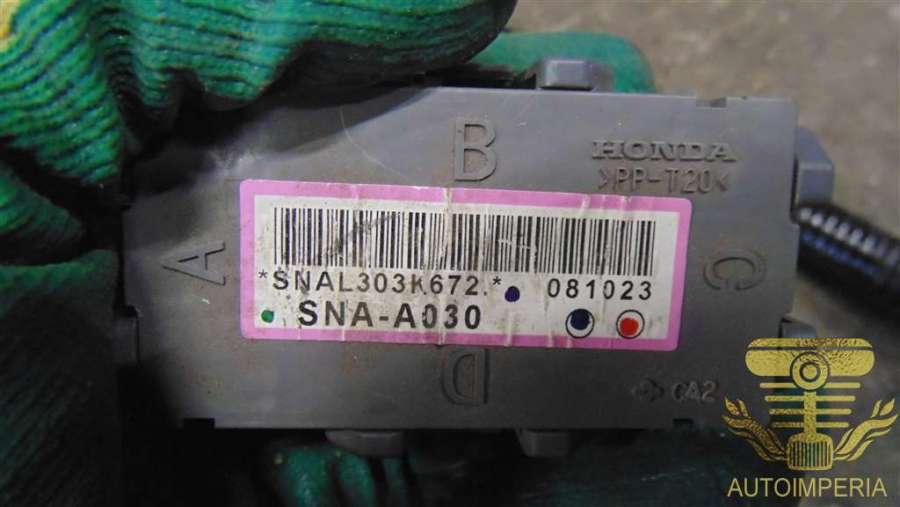 B
HONDA
>PP-T20<
A
C
*SNAL303K672.*
081023
SNA-A030
D
CA2
AUTOIMPERIA